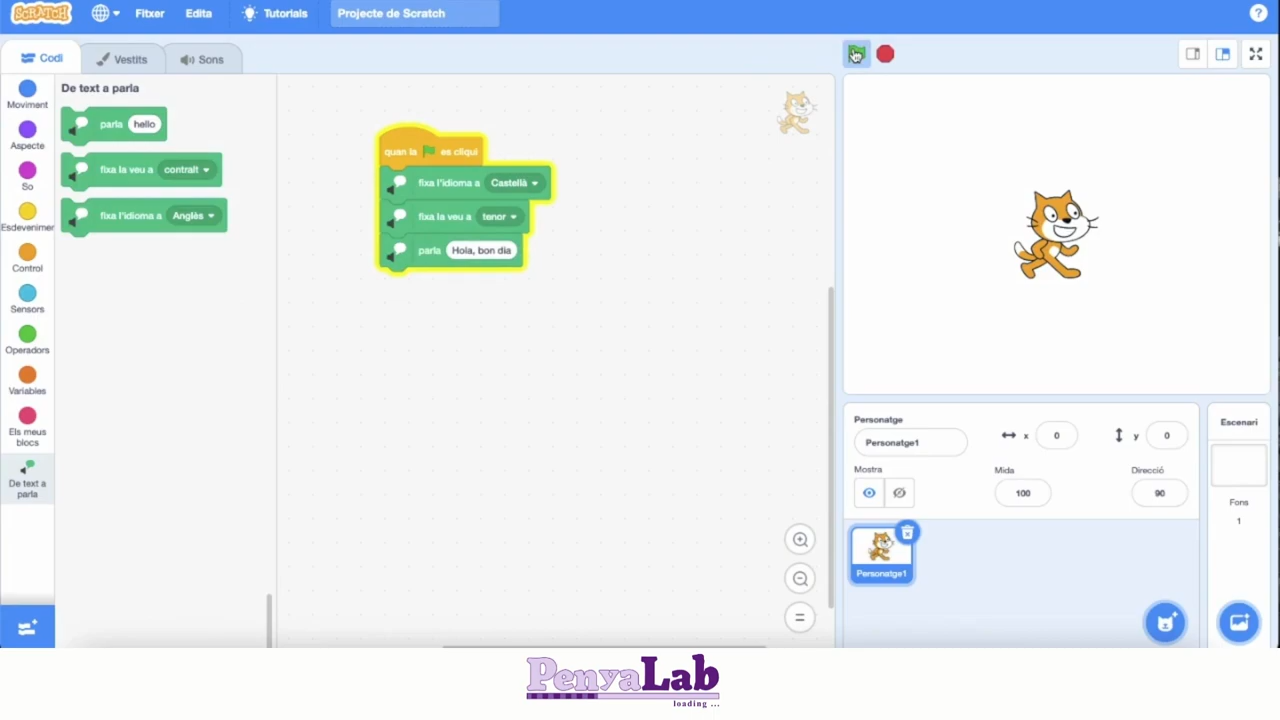 SCRATCH
Fitxer
Edita
Tutorials
Projecte de Scratch
?
Codi
Vestits
Sons
Moviment
Aspecte
So
Esdevenimer
Control
Sensors
Operadors
Variables
Els meus
blocs
De text a
parla
De text a parla
parla hello
fixa la veu a contralt
fixa l'idioma a Anglès
quan la es cliqui
fixa l'idioma a Castellà
fixa la veu a tenor
parla Hola, bon dia
Personatge
Personatge1
x 0
y 0
Mostra
Mida
100
Direcció
90
Personatge1
Escenari
Fons
1
PenyaLab
loading ...